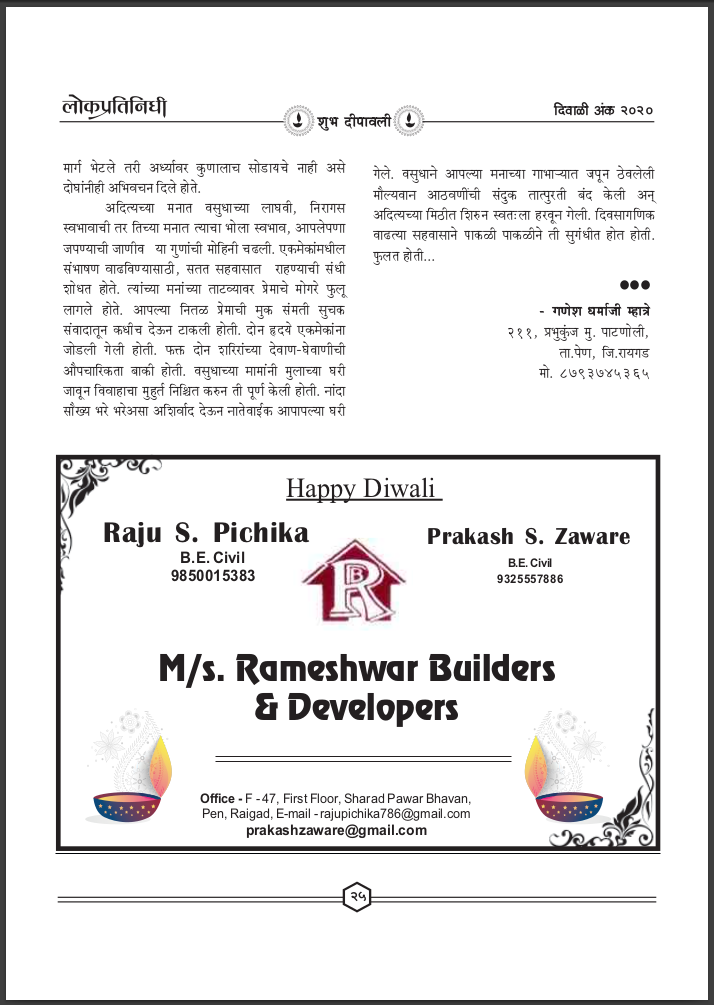 लोकप्रतिनिधी
शुभ दीपावली
दिवाळी अंक २०२०
मार्ग भेटले तरी अर्ध्यावर कुणालाच सोडायचे नाही असे
दोघांनीही अभिवचन दिले होते.
अदित्यच्या मनात वसुधाच्या लाघवी, निरागस
स्वभावाची तर तिच्या मनात त्याचा भोला स्वभाव, आपलेपणा
जपण्याची जाणीव या गुणांची मोहिनी चढली. एकमेकांमधील
संभाषण वाढविण्यासाठी, सतत सहवासात राहण्याची संधी
शोधत होते. त्यांच्या मनांच्या ताटव्यावर प्रेमाचे मोगरे फुलू
लागले होते. आपल्या नितळ प्रेमाची मुक संमती सुचक
संवादातून कधीच देऊन टाकली होती. दोन हृदये एकमेकांना
जोडली गेली होती. फक्त दोन शरिरांच्या देवाण-घेवाणीची
औपचारिकता बाकी होती. वसुधाच्या मामांनी मुलाच्या घरी
जावून विवाहाचा मुहुर्त निश्चित करुन ती पूर्ण केली होती. नांदा
सौख्य भरे भरेअसा अशिर्वाद देऊन नातेवाईक आपापल्या घरी
गेले. वसुधाने आपल्या मनाच्या गाभाऱ्यात जपून ठेवलेली
मौल्यवान आठवणींची संदुक तात्पुरती बंद केली अन्
अदित्यच्या मिठीत शिरुन स्वतःला हरवून गेली. दिवसागणिक
वाढत्या सहवासाने पाकळी पाकळीने ती सुगंधीत होत होती.
फुलत होती...
●●●
- गणेश धर्माजी म्हात्रे
२११, प्रभुकुंज मु. पाटणोली,
ता.पेण, जि.रायगड
मो. ८७९३७४५३६५
Happy Diwali
Raju S. Pichika
B.E. Civil
9850015383
Prakash S. Zaware
B.E. Civil
9325557886
RB
M/s. Rameshwar Builders
& Developers
Office - F - 47, First Floor, Sharad Pawar Bhavan,
Pen, Raigad, E-mail - rajupichika786@gmail.com
prakashzaware@gmail.com
२५